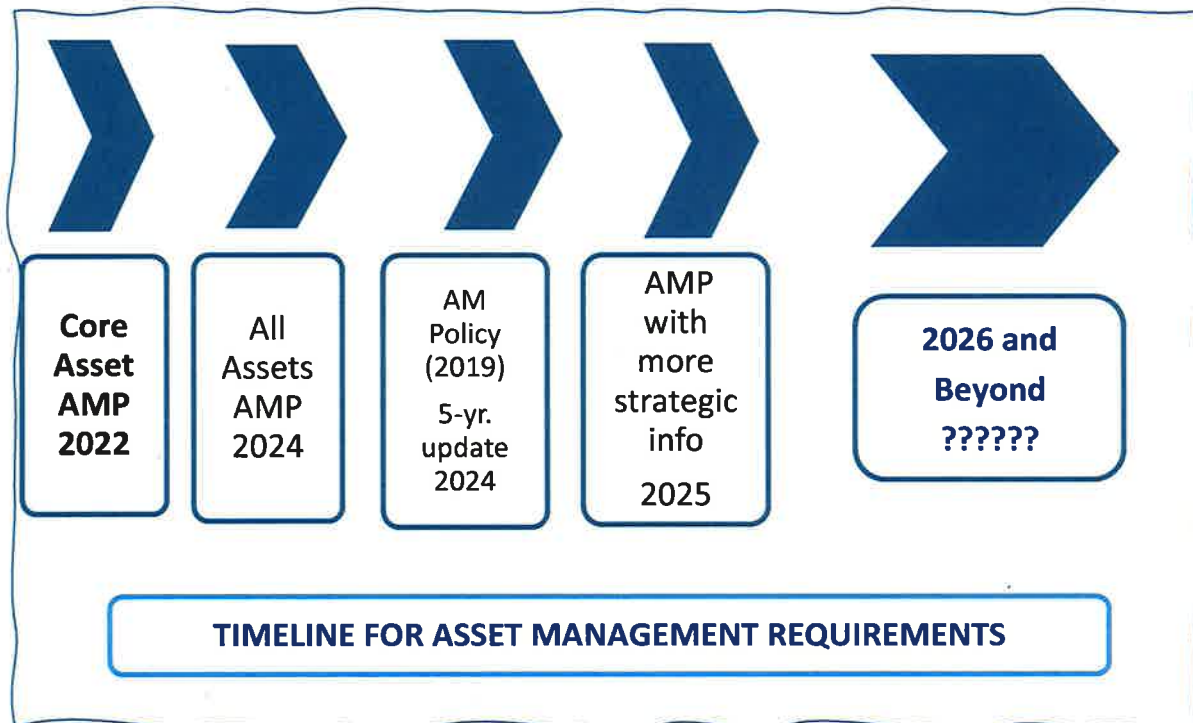 Core
Asset
AMP
2022
All
Assets
AMP
2024
AM
Policy
(2019)
5-yr.
update
2024
AMP
with
more
strategic
info
2025
2026 and
Beyond
??????
TIMELINE FOR ASSET MANAGEMENT REQUIREMENTS